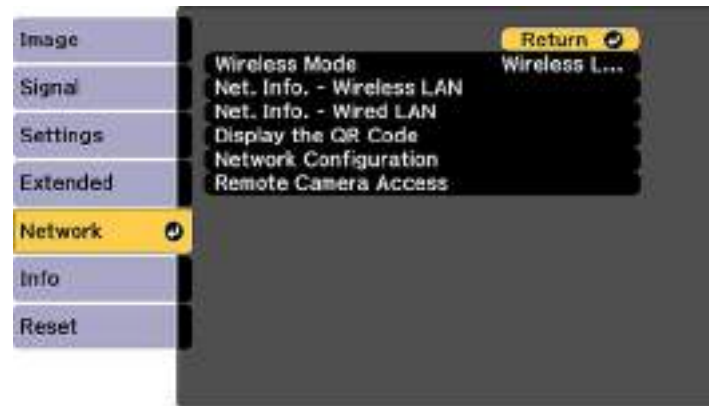 Image
Signal
Settings
Extended
Network
Info
Reset
Return
Wireless Mode Wireless L...
Net. Info. - Wireless LAN
Net. Info. - Wired LAN
Display the QR Code
Network Configuration
Remote Camera Access